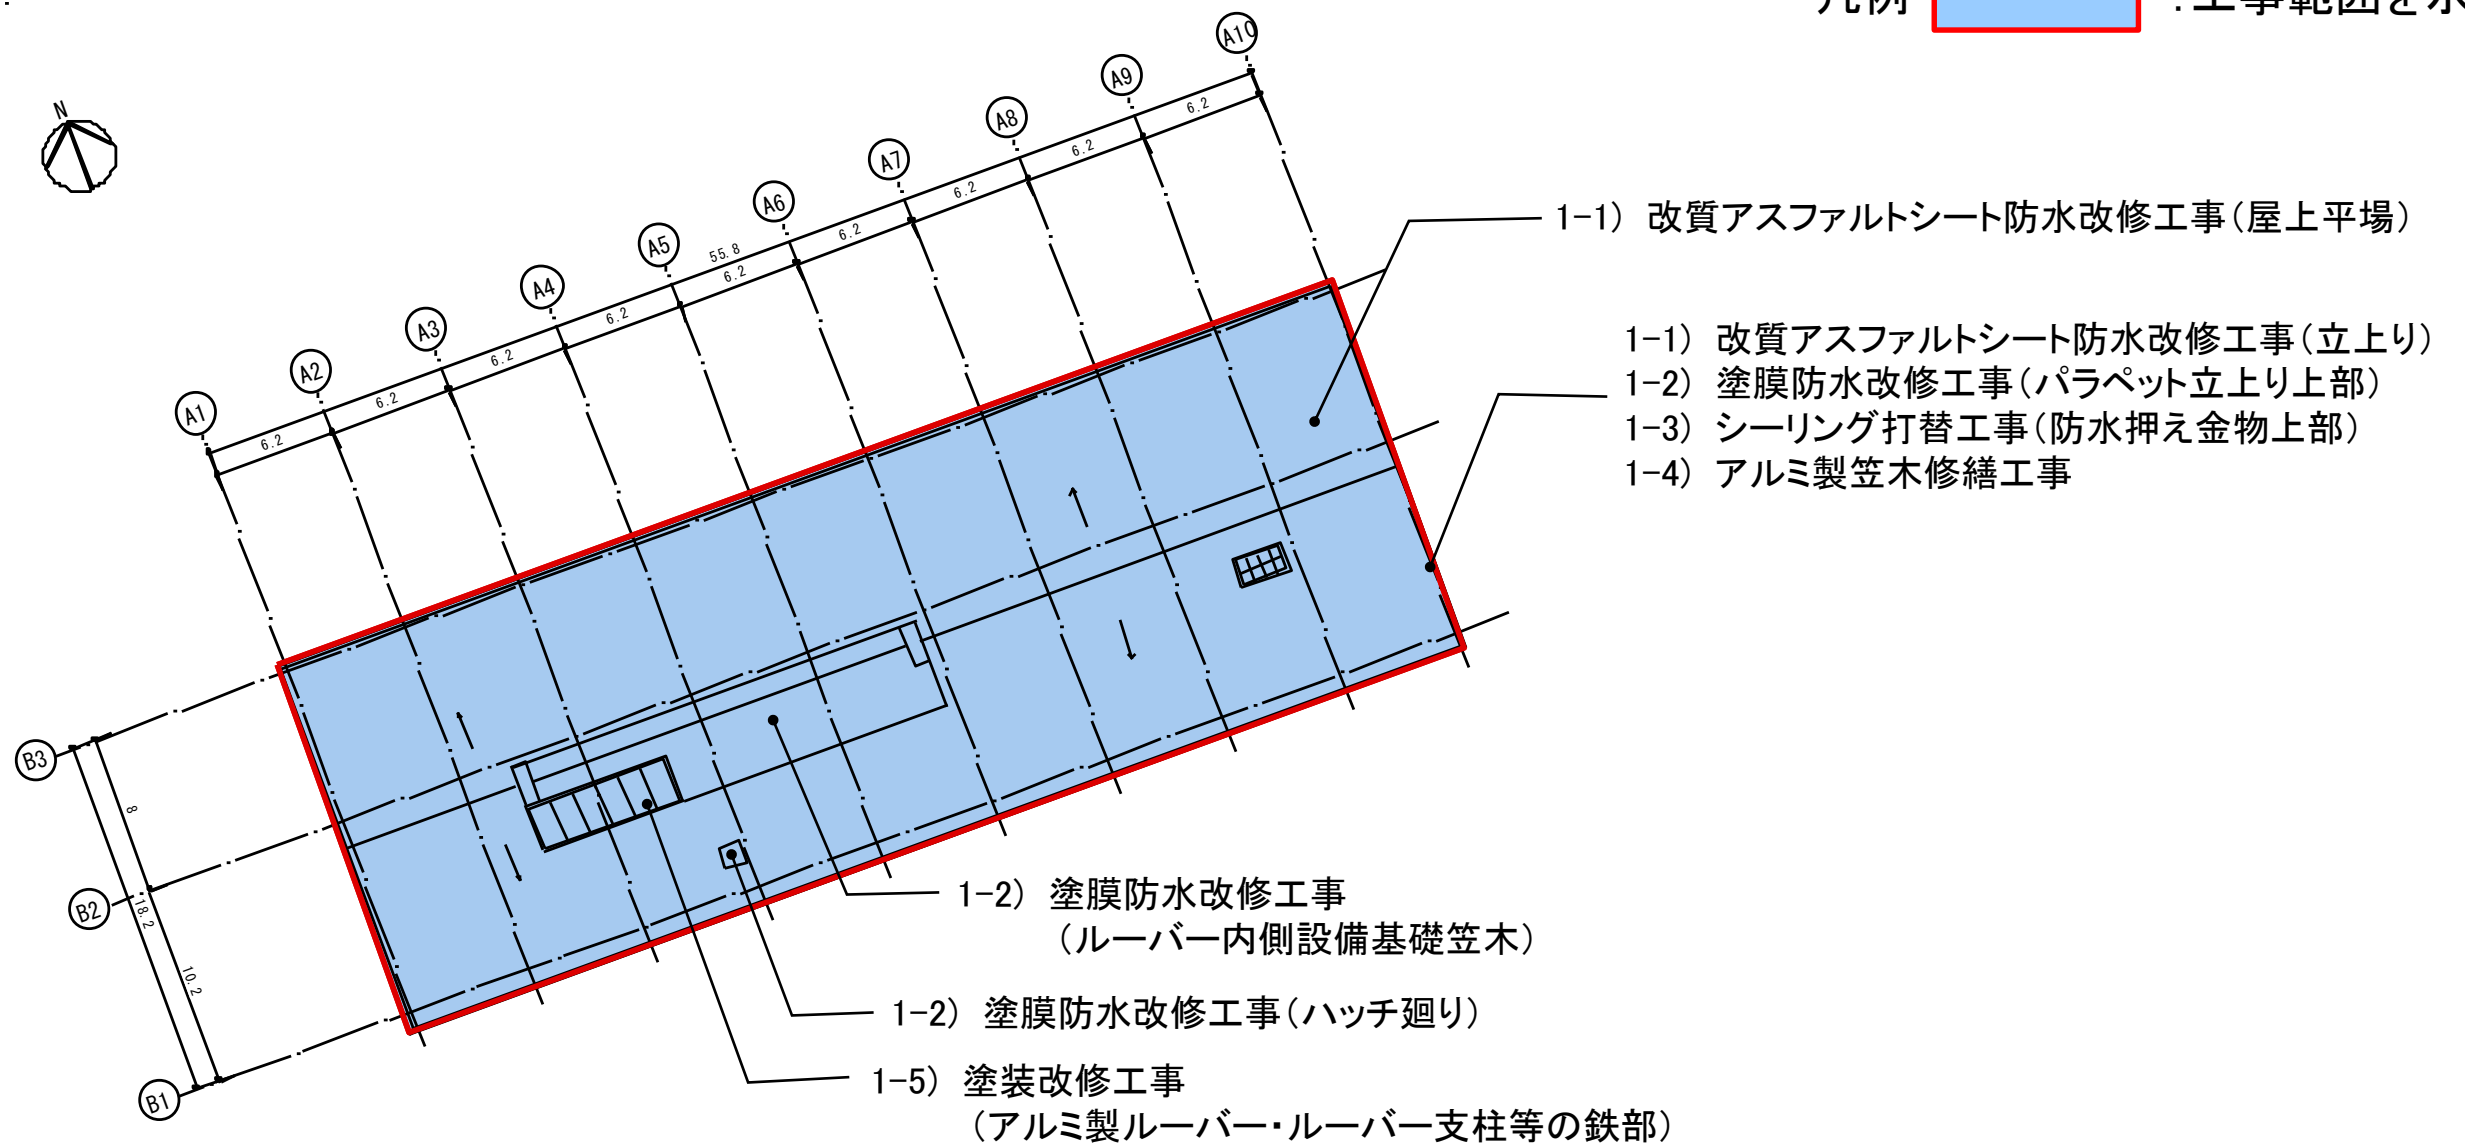 凡例 :工事範囲を示
N
A1
A2
A3
A4
A5
A6
A7
A8
A9
A10
55.8
6.2
6.2
6.2
6.2
6.2
6.2
6.2
6.2
6.2
1-1) 改質アスファルトシート防水改修工事(屋上平場)
1-1) 改質アスファルトシート防水改修工事(立上り)
1-2) 塗膜防水改修工事(パラペット立上り上部)
1-3) シーリング打替工事(防水押え金物上部)
1-4) アルミ製笠木修繕工事
B3
B2
B1
8
18.2
10.2
1-2) 塗膜防水改修工事
(ルーバー内側設備基礎笠木)
1-2) 塗膜防水改修工事(ハッチ廻り)
1-5) 塗装改修工事
(アルミ製ルーバー・ルーバー支柱等の鉄部)